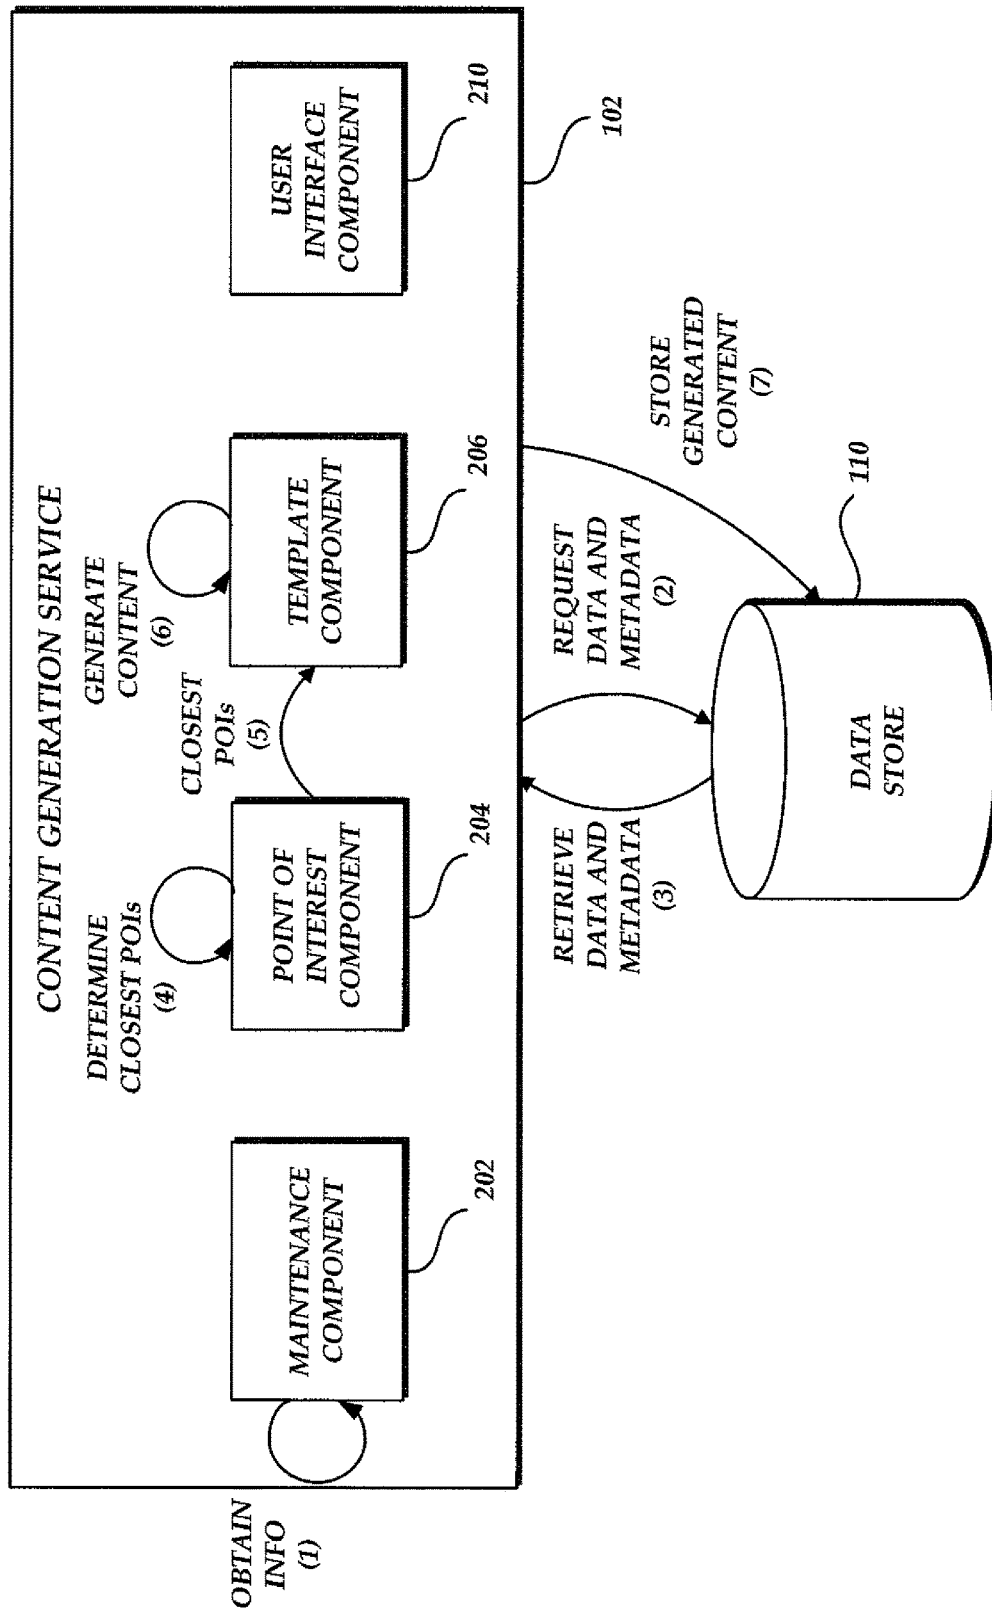 CONTENT GENERATION SERVICE
OBTAIN
INFO
(1)
MAINTENANCE
COMPONENT
202
DETERMINE
CLOSEST POIs
(4)
POINT OF
INTEREST
COMPONENT
204
CLOSEST
POIs
(5)
GENERATE
CONTENT
(6)
TEMPLATE
COMPONENT
206
USER
INTERFACE
COMPONENT
210
102
RETRIEVE
DATA AND
METADATA
(3)
REQUEST
DATA AND
METADATA
(2)
STORE
GENERATED
CONTENT
(7)
DATA
STORE
110